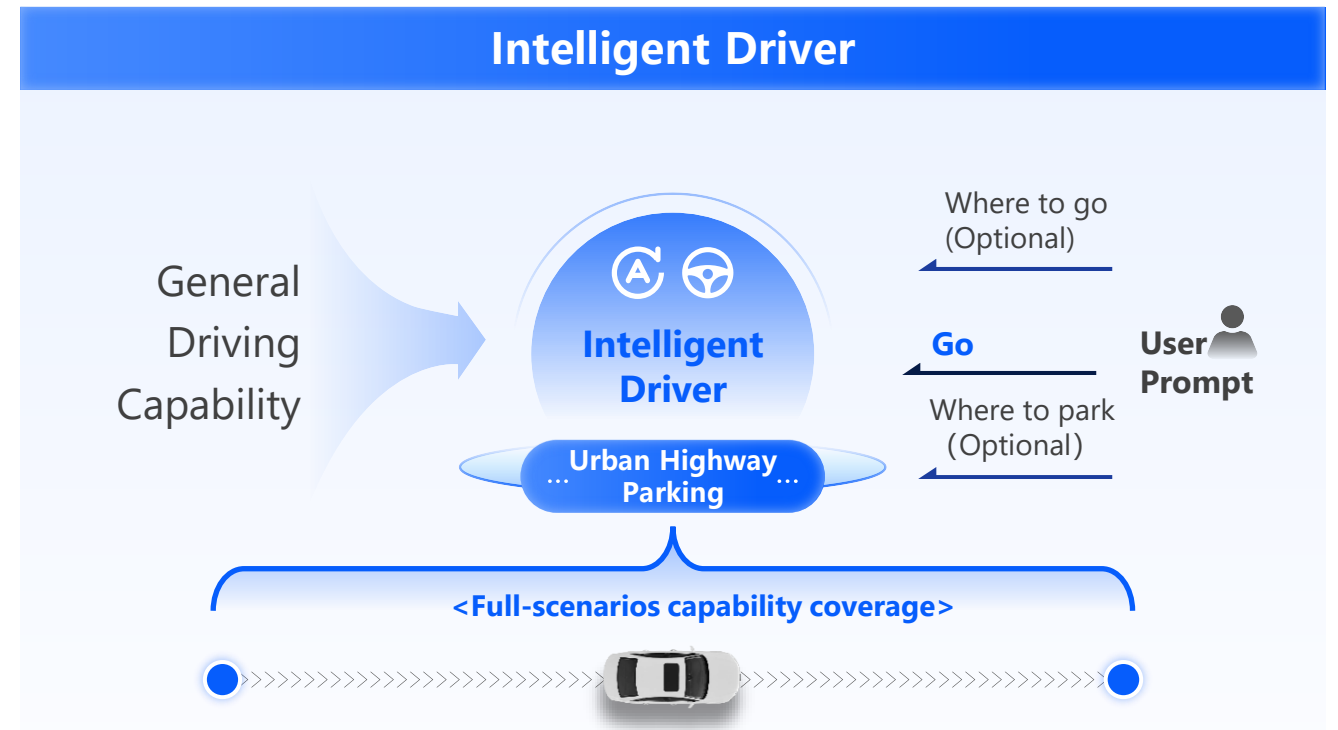 Intelligent Driver
General
Driving
Capability
A
Intelligent
Driver
Urban Highway
... Parking ...
Where to go
(Optional)
Go
Where to park
(Optional)
User
Prompt
<Full-scenarios capability coverage>